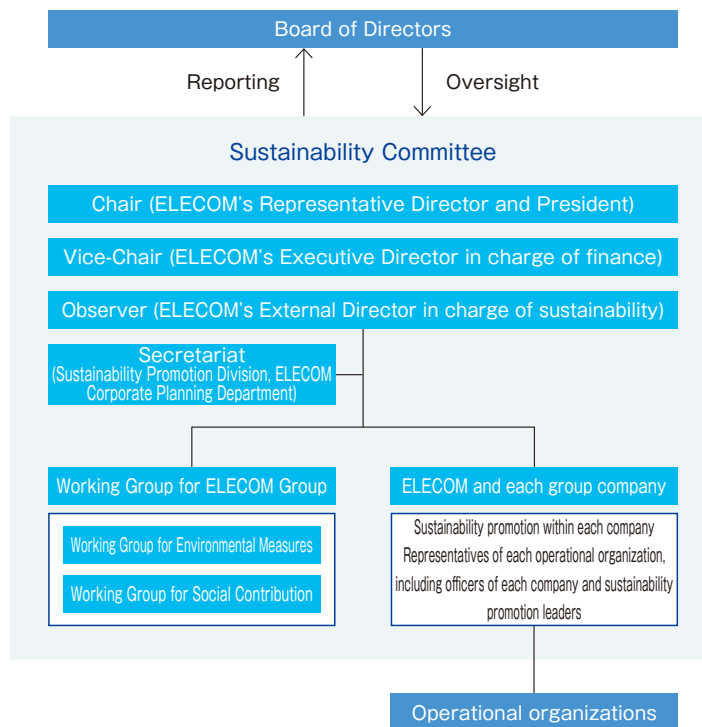 Board of Directors
Reporting
Oversight
Sustainability Committee
Chair (ELECOM's Representative Director and President)
Vice-Chair (ELECOM's Executive Director in charge of finance)
Observer (ELECOM's External Director in charge of sustainability)
Secretariat
(Sustainability Promotion Division, ELECOM
Corporate Planning Department)
Working Group for ELECOM Group
Working Group for Environmental Measures
Working Group for Social Contribution
ELECOM and each group company
Sustainability promotion within each company
Representatives of each operational organization,
including officers of each company and sustainability
promotion leaders
Operational organizations